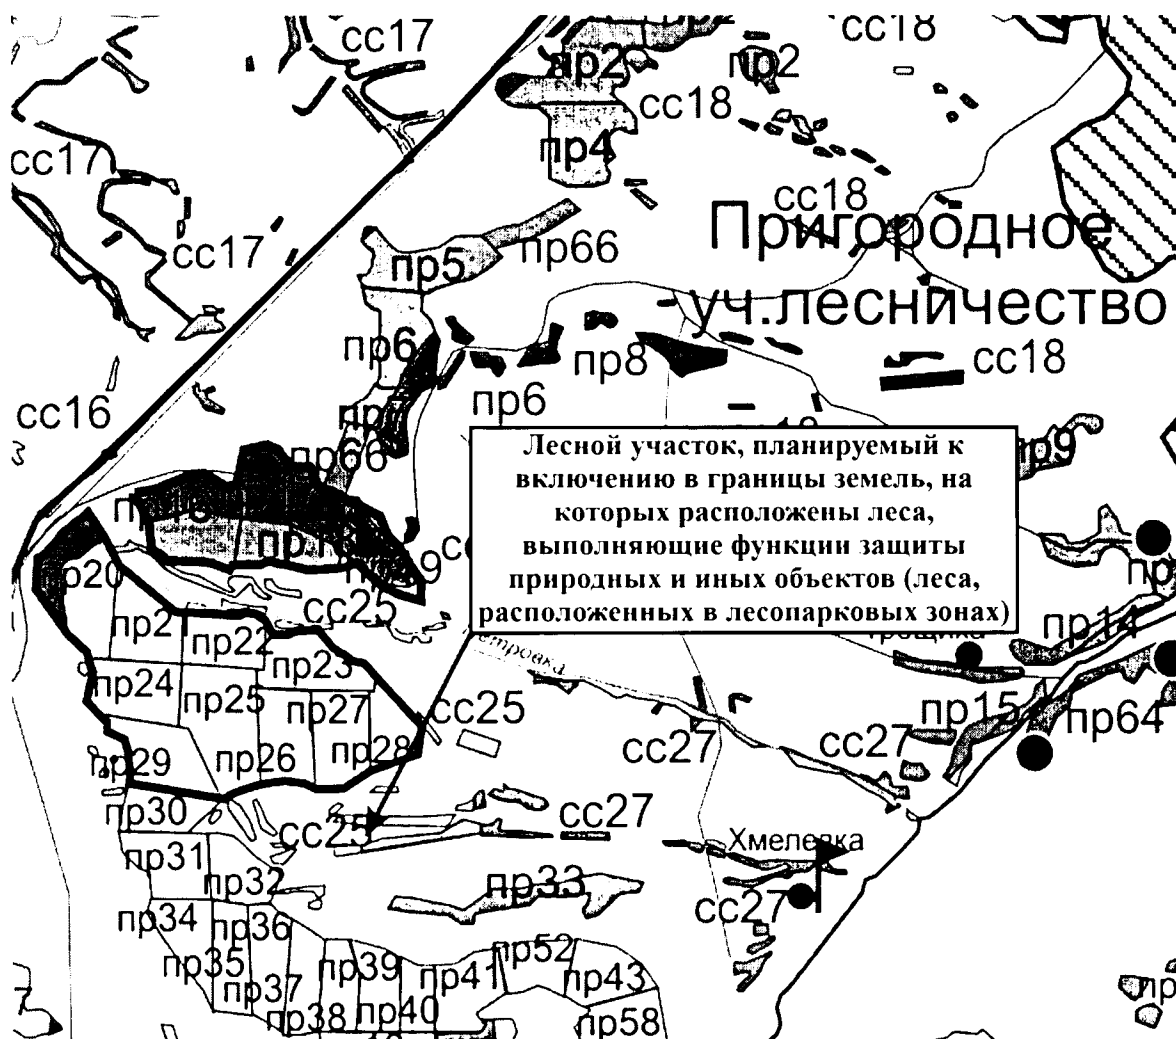 сс17
пр2
сс18
пр2
пр2
сс18
пр4
сс17
сс18
Пригородное
сс17
пр66
пр5
уч.лесничество
пр6
пр8
сс18
пр6
сс16
Лесной участок, планируемый к
включению в границы земель, на
которых расположены леса,
выполняющие функции защиты
природных и иных объектов (леса,
расположенных в лесопарковых зонах)
пр9
пр66
пр20
сс25
пр14
пр21
пр22
пр23
пр24
пр25
пр27
сс25
пр15
пр64
сс27
сс27
пр29
пр26
пр28
пр30
сс27
сс25
Хмелевка
пр31
пр32
пр33
сс27
пр34
пр36
пр52
пр35
пр39
пр41
пр43
пр37
пр38
пр40
пр58